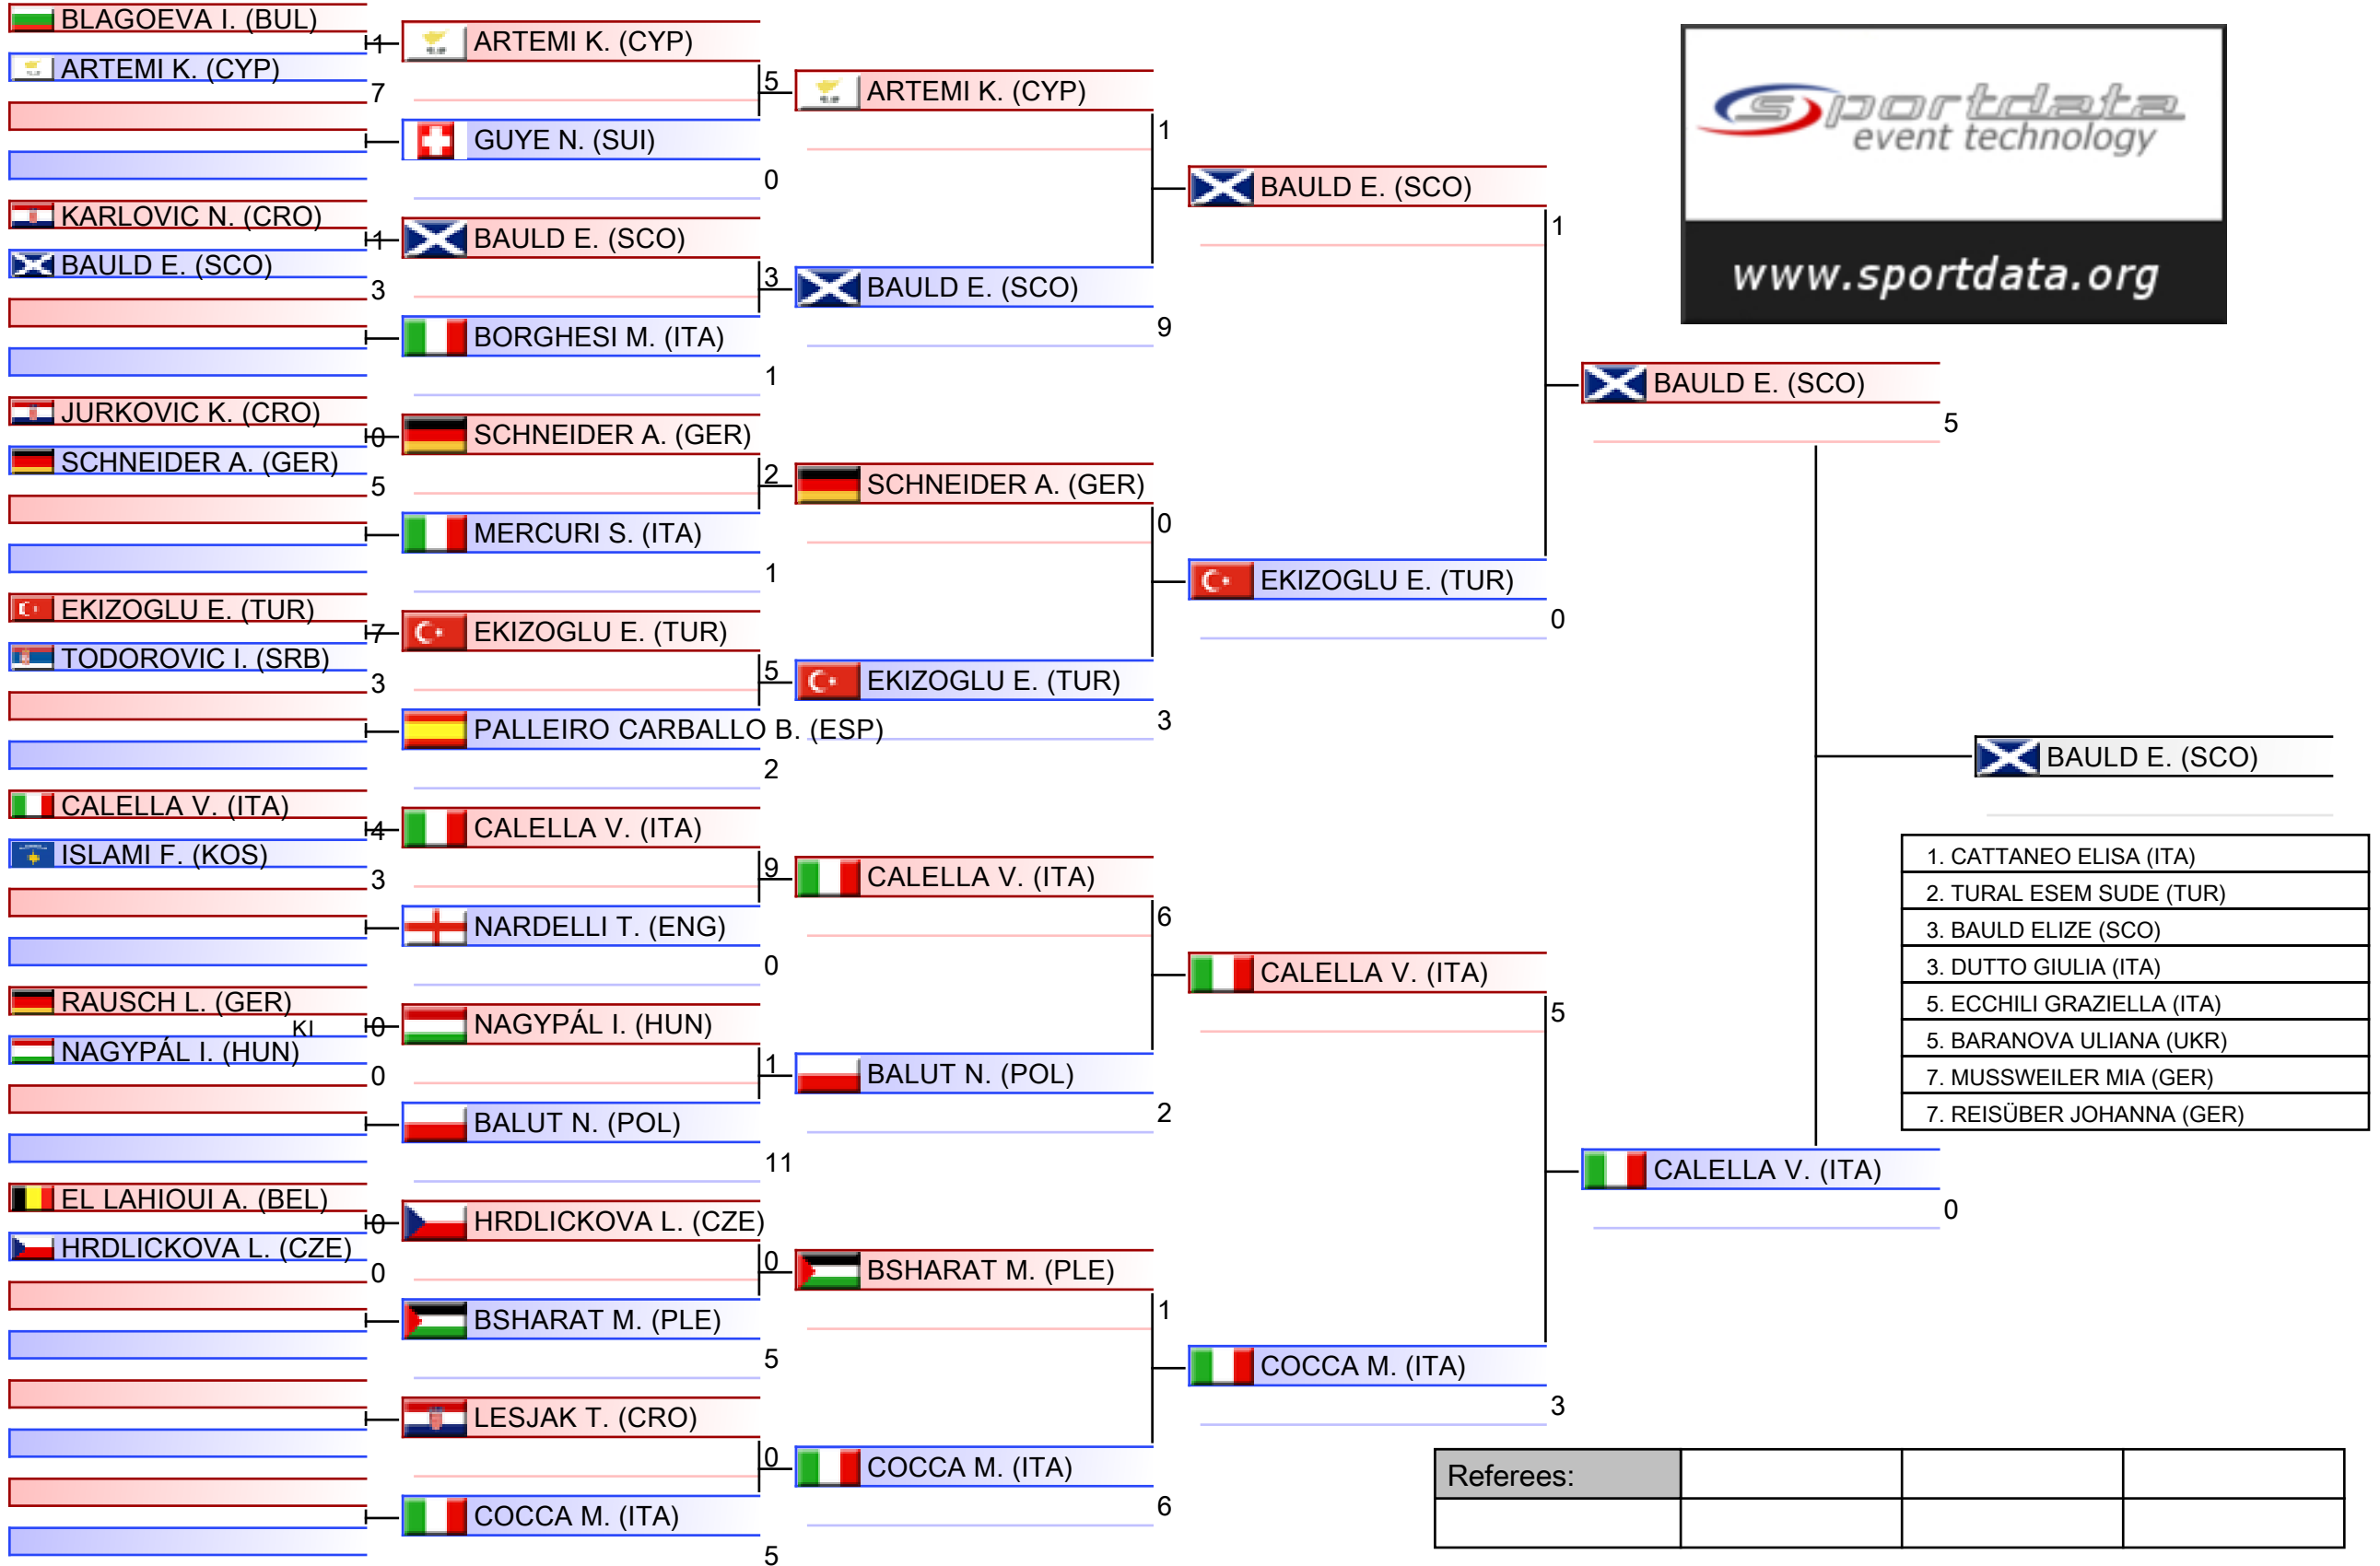 BLAGOEVA I. (BUL)
1
ARTEMI K. (CYP)
7
KARLOVIC N. (CRO)
1
BAULD E. (SCO)
3
JURKOVIC K. (CRO)
0
SCHNEIDER A. (GER)
5
EKIZOGLU E. (TUR)
7
TODOROVIC I. (SRB)
3
CALELLA V. (ITA)
4
ISLAMI F. (KOS)
3
RAUSCH L. (GER)
KI
0
NAGYPÁL I. (HUN)
0
EL LAHIOUI A. (BEL)
0
HRDLICKOVA L. (CZE)
0
ARTEMI K. (CYP)
5
GUYE N. (SUI)
0
BAULD E. (SCO)
3
BORGHESI M. (ITA)
1
SCHNEIDER A. (GER)
2
MERCURI S. (ITA)
1
EKIZOGLU E. (TUR)
5
PALLEIRO CARBALLO B. (ESP)
2
CALELLA V. (ITA)
9
NARDELLI T. (ENG)
0
NAGYPÁL I. (HUN)
1
BALUT N. (POL)
11
HRDLICKOVA L. (CZE)
0
BSHARAT M. (PLE)
5
LESJAK T. (CRO)
0
COCCA M. (ITA)
5
ARTEMI K. (CYP)
1
BAULD E. (SCO)
9
SCHNEIDER A. (GER)
0
EKIZOGLU E. (TUR)
3
CALELLA V. (ITA)
6
BALUT N. (POL)
2
BSHARAT M. (PLE)
1
COCCA M. (ITA)
6
BAULD E. (SCO)
1
EKIZOGLU E. (TUR)
0
CALELLA V. (ITA)
5
COCCA M. (ITA)
3
BAULD E. (SCO)
5
CALELLA V. (ITA)
0
BAULD E. (SCO)
sportdata
event technology
www.sportdata.org
1. CATTANEO ELISA (ITA)
2. TURAL ESEM SUDE (TUR)
3. BAULD ELIZE (SCO)
3. DUTTO GIULIA (ITA)
5. ECCHILI GRAZIELLA (ITA)
5. BARANOVA ULIANA (UKR)
7. MUSSWEILER MIA (GER)
7. REISÜBER JOHANNA (GER)
Referees: